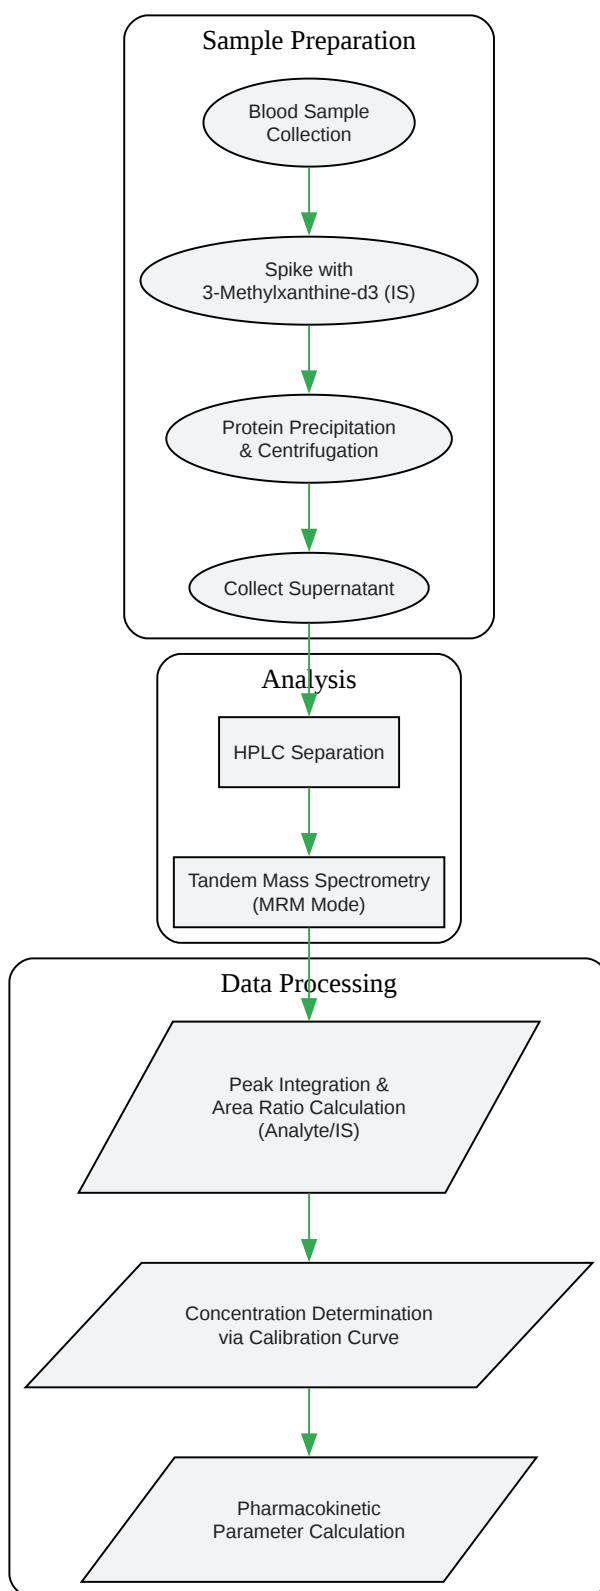 Sample Preparation
Blood Sample
Collection
Spike with
3-Methylxanthine-d3 (IS)
Protein Precipitation
& Centrifugation
Collect Supernatant
Analysis
HPLC Separation
Tandem Mass Spectrometry
(MRM Mode)
Data Processing
Peak Integration &
Area Ratio Calculation
(Analyte/IS)
Concentration Determination
via Calibration Curve
Pharmacokinetic
Parameter Calculation